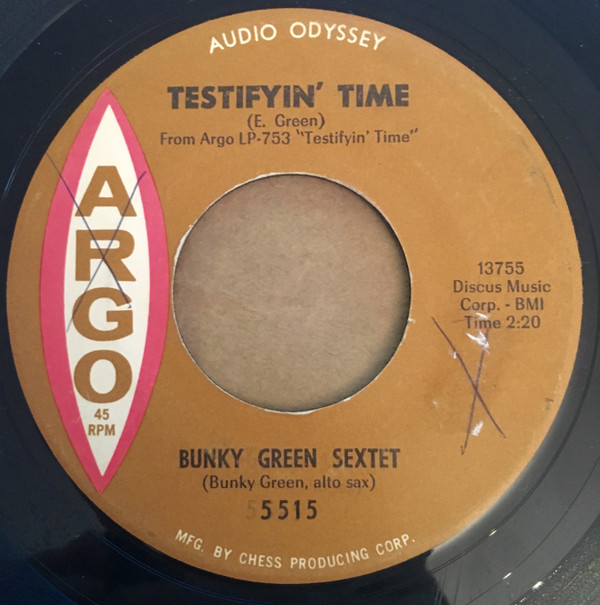 AUDIO ODYSSEY
TESTIFYIN' TIME
(E. Green)
From Argo LP-753 "Testifyin' Time"
ARGO
45
RPM
13755
Discus Music
Corp. - BMI
Time 2:20
BUNKY GREEN SEXTET
(Bunky Green, alto sax)
55515
MFG. BY CHESS PRODUCING CORP.